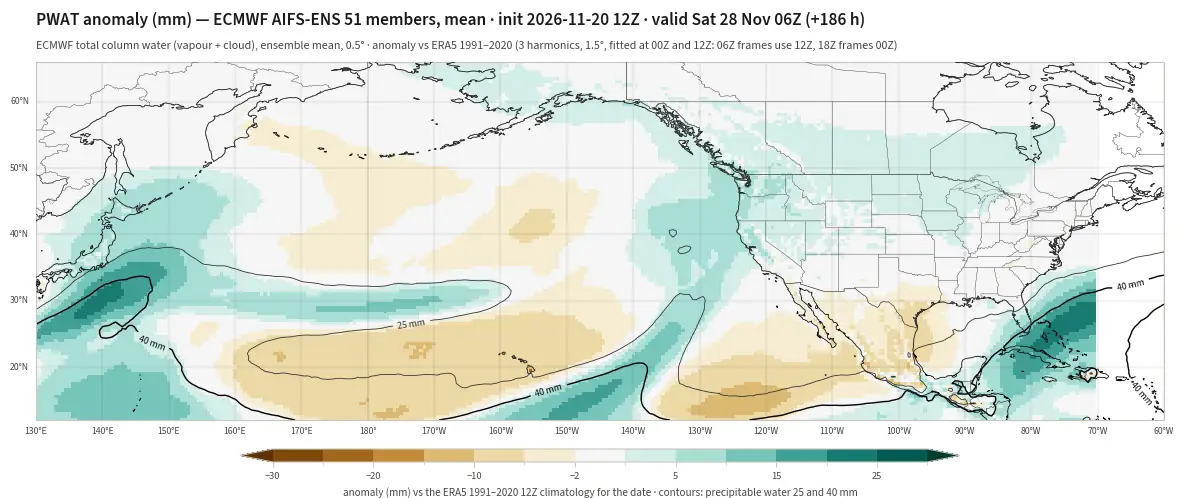 PWAT anomaly (mm) — ECMWF AIFS-ENS 51 members, mean · init 2026-11-20 12Z · valid Sat 28 Nov 06Z (+186 h)
ECMWF total column water (vapour + cloud), ensemble mean, 0.5° · anomaly vs ERA5 1991–2020 (3 harmonics, 1.5°, fitted at 00Z and 12Z: 06Z frames use 12Z, 18Z frames 00Z)
60°N
50°N
40°N
30°N
20°N
40 mm
25 mm
40 mm
40 mm
40 mm
130°E 140°E 150°E 160°E 170°E 180° 170°W 160°W 150°W 140°W 130°W 120°W 110°W 100°W 90°W 80°W 70°W 60°W
−30 −20 −10 −2 5 15 25
anomaly (mm) vs the ERA5 1991–2020 12Z climatology for the date · contours: precipitable water 25 and 40 mm